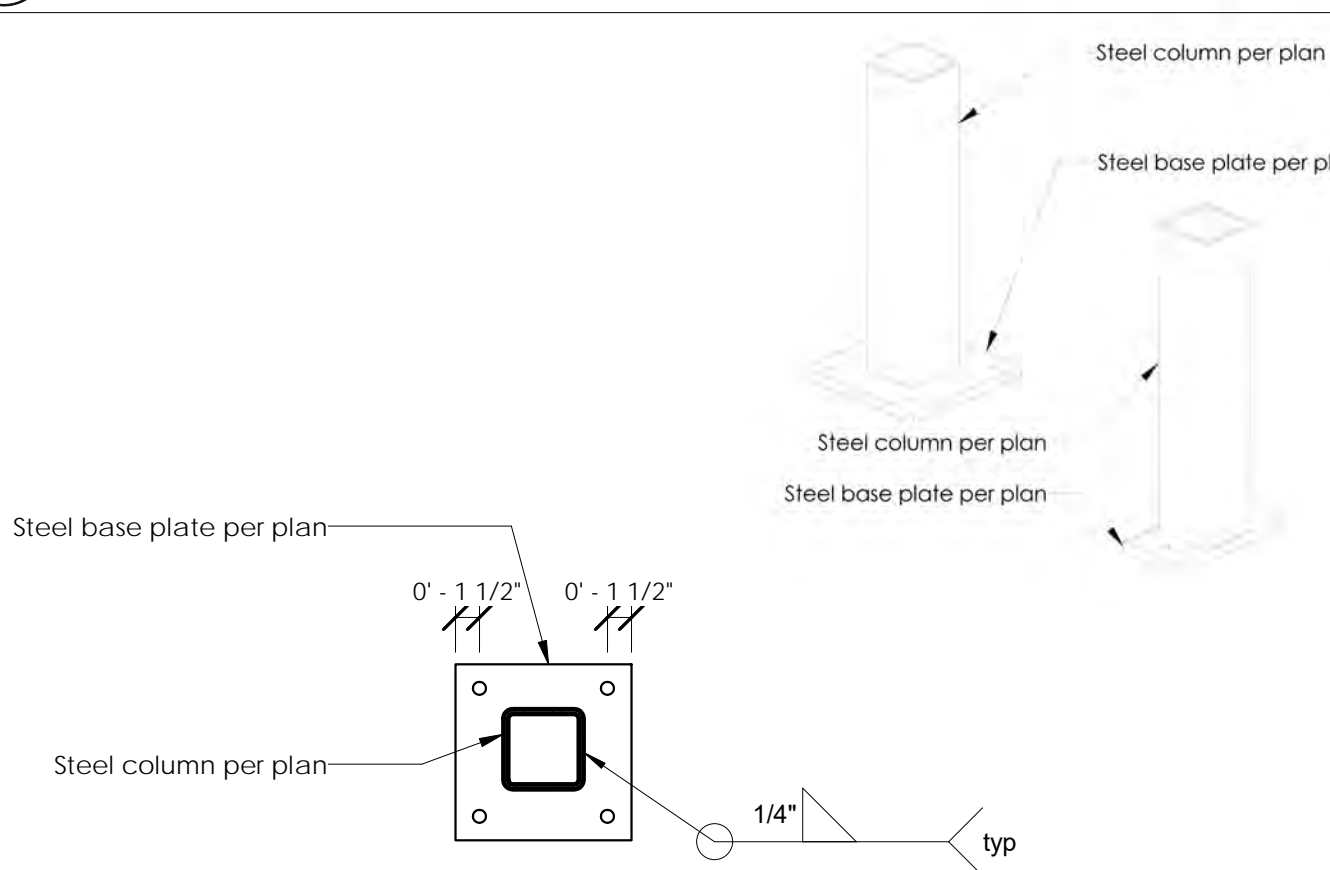 Steel column per plan
Steel base plate per pl
Steel column per plan
Steel base plate per plan
Steel base plate per plan
0' - 1 1/2" 0' - 1 1/2"
Steel column per plan
1/4"
typ